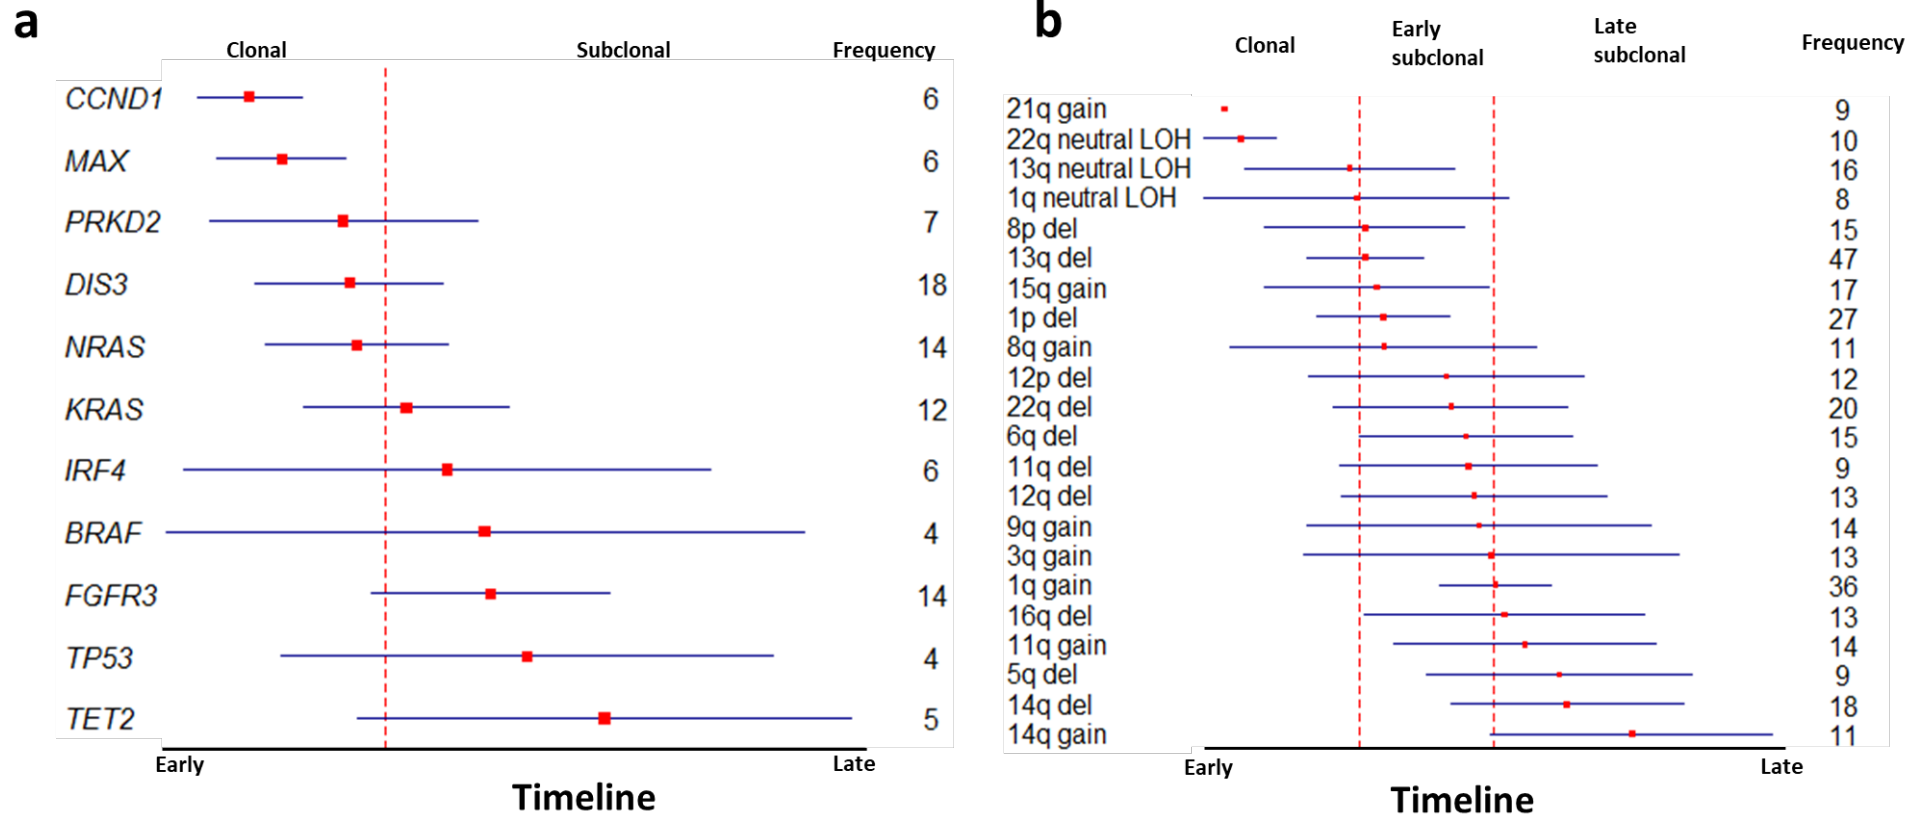 a
Clonal Subclonal Frequency
CCND1 6
MAX 6
PRKD2 7
DIS3 18
NRAS 14
KRAS 12
IRF4 6
BRAF 4
FGFR3 14
TP53 4
TET2 5
Early Late
Timeline
b
Clonal Early subclonal Late subclonal Frequency
21q gain 9
22q neutral LOH 10
13q neutral LOH 16
1q neutral LOH 8
8p del 15
13q del 47
15q gain 17
1p del 27
8q gain 11
12p del 12
22q del 20
6q del 15
11q del 9
12q del 13
9q gain 14
3q gain 13
1q gain 36
16q del 13
11q gain 14
5q del 9
14q del 18
14q gain 11
Early Late
Timeline